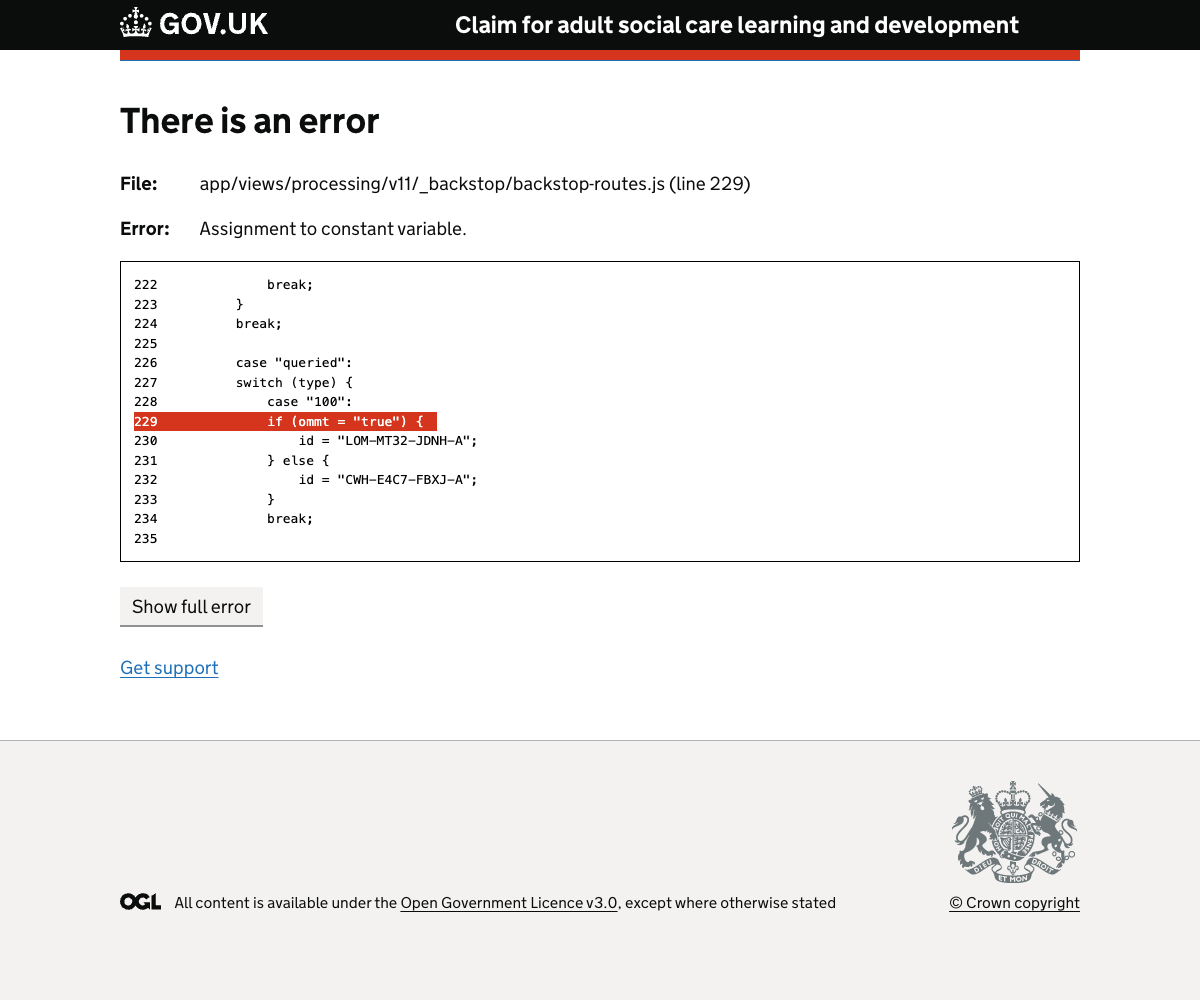 GOV.UK
Claim for adult social care learning and development
There is an error
File: app/views/processing/v11/_backstop/backstop-routes.js (line 229)
Error: Assignment to constant variable.
222 break;
223 }
224 break;
225
226 case "queried":
227 switch (type) {
228 case "100":
229 if (ommt = "true") {
230 id = "LOM-MT32-JDNH-A";
231 } else {
232 id = "CWH-E4C7-FBXJ-A";
233 }
234 break;
235
Show full error
Get support
DIEU ET MON DROIT
OGL All content is available under the Open Government Licence v3.0, except where otherwise stated
© Crown copyright